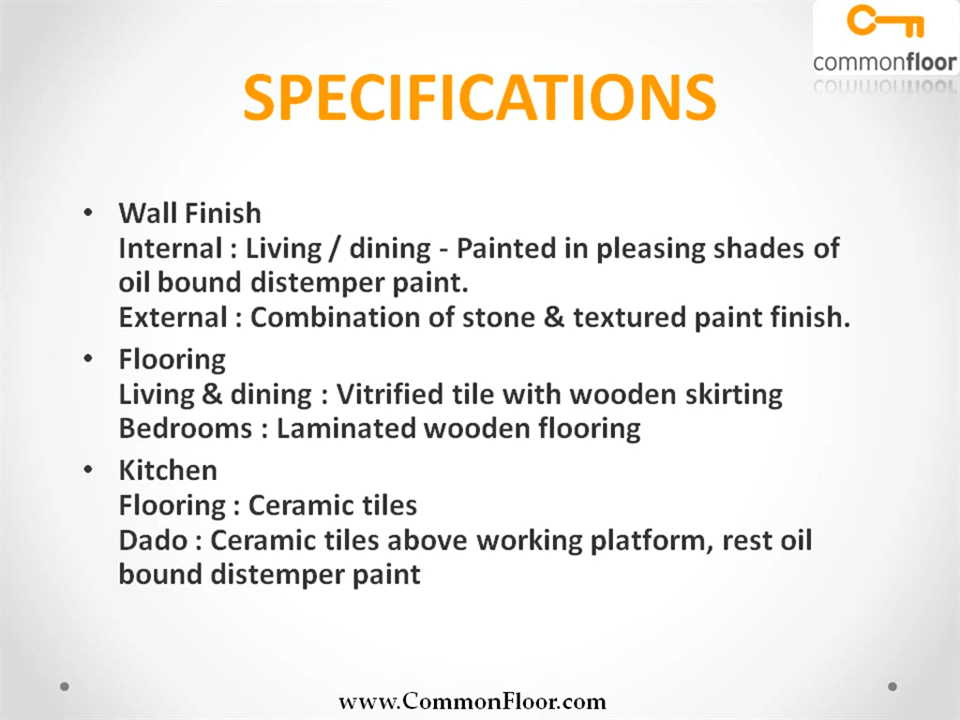 commonfloor
SPECIFICATIONS
• Wall Finish
Internal : Living / dining - Painted in pleasing shades of
oil bound distemper paint.
External : Combination of stone & textured paint finish.
• Flooring
Living & dining : Vitrified tile with wooden skirting
Bedrooms : Laminated wooden flooring
• Kitchen
Flooring : Ceramic tiles
Dado : Ceramic tiles above working platform, rest oil
bound distemper paint
www.CommonFloor.com